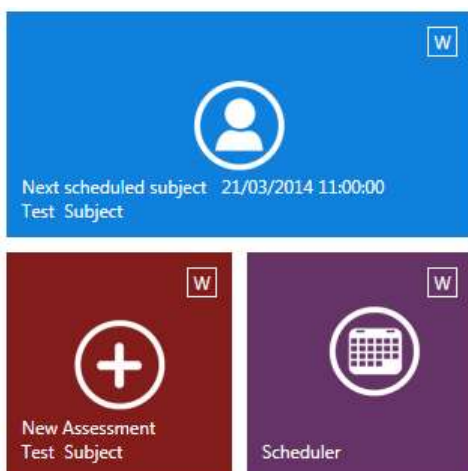 W
Next scheduled subject 21/03/2014 11:00:00
Test Subject
W
New Assessment
Test Subject
W
Scheduler